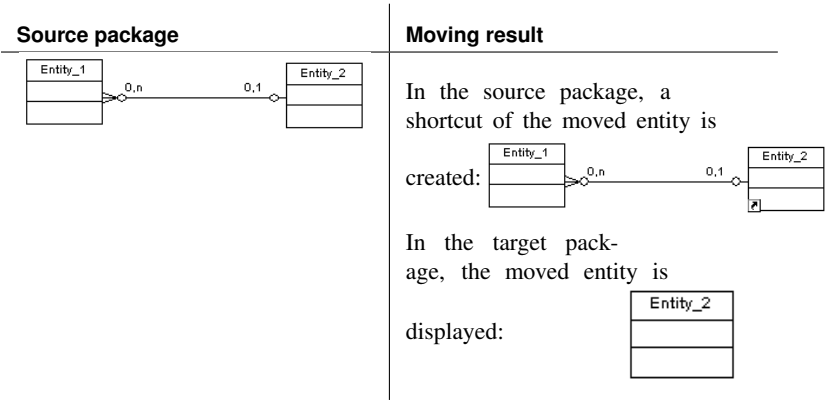 Source package
Moving result
Entity_1
0,n
0,1
Entity_2
In the source package, a
shortcut of the moved entity is
created:
Entity_1
0,n
0,1
Entity_2
In the target pack-
age, the moved entity is
displayed:
Entity_2